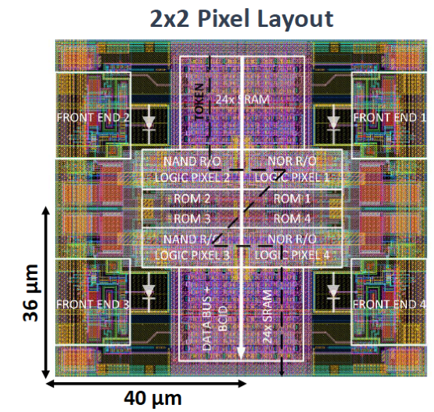 2x2 Pixel Layout
TOKEN
24x SRAM
FRONT END 2
FRONT END 1
NAND R/O
LOGIC PIXEL 2
NOR R/O
LOGIC PIXEL 1
ROM 2
ROM 1
ROM 3
ROM 4
NAND R/O
LOGIC PIXEL 3
NOR R/O
LOGIC PIXEL 4
FRONT END 3
FRONT END 4
DATA BUS +
BCID
24x SRAM
36 µm
40 µm